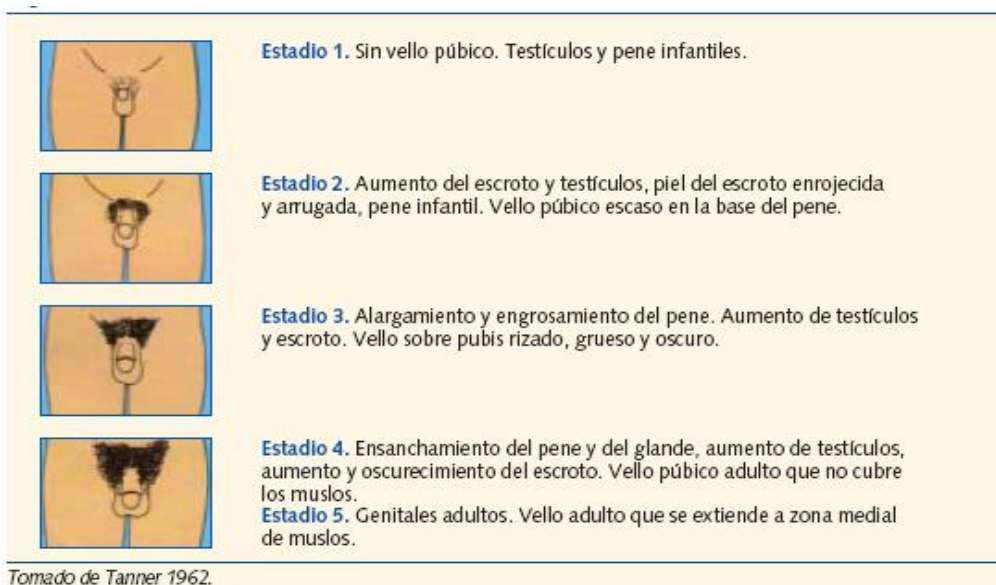 Estadio 1. Sin vello púbico. Testículos y pene infantiles.
Estadio 2. Aumento del escroto y testículos, piel del escroto enrojecida
y arrugada, pene infantil. Vello púbico escaso en la base del pene.
Estadio 3. Alargamiento y engrosamiento del pene. Aumento de testículos
y escroto. Vello sobre pubis rizado, grueso y oscuro.
Estadio 4. Ensanchamiento del pene y del glande, aumento de testículos,
aumento y oscurecimiento del escroto. Vello púbico adulto que no cubre
los muslos.
Estadio 5. Genitales adultos. Vello adulto que se extiende a zona medial
de muslos.
Tomado de Tanner 1962.